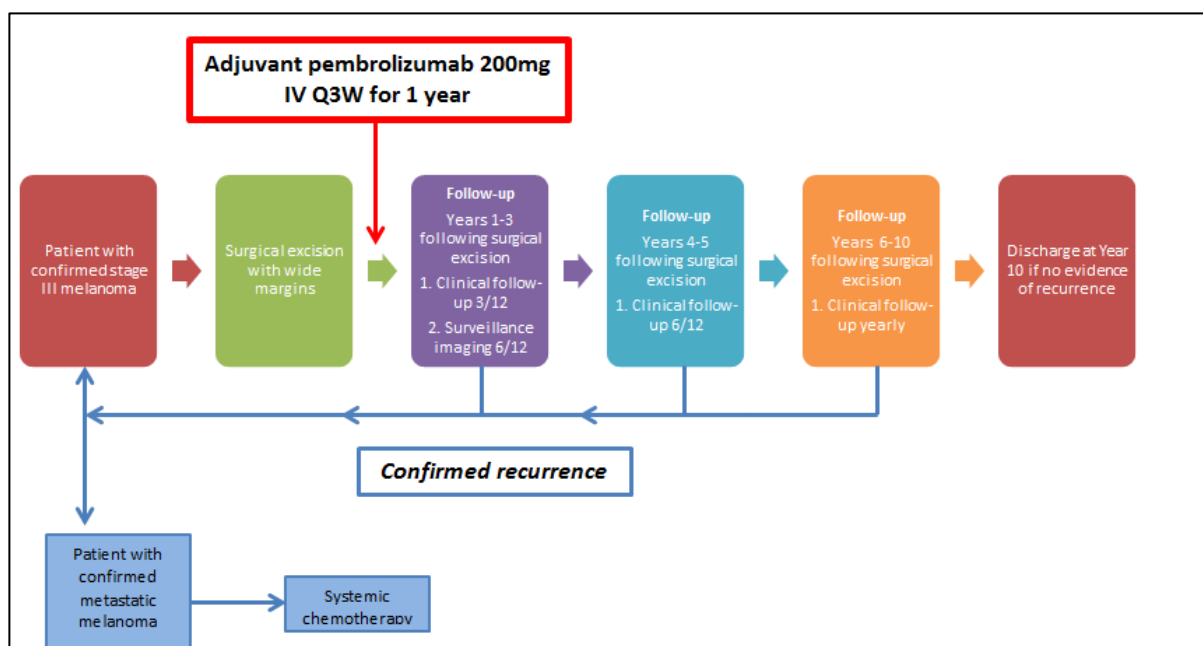 Adjuvant pembrolizumab 200mg
IV Q3W for 1 year
Patient with
confirmed stage
III melanoma
Surgical excision
with wide
margins
Follow-up
Years 1-3
following surgical
excision
1. Clinical follow-
up 3/12
2. Surveillance
imaging 6/12
Follow-up
Years 4-5
following surgical
excision
1. Clinical follow-
up 6/12
Follow-up
Years 6-10
following surgical
excision
1. Clinical follow-
up yearly
Discharge at Year
10 if no evidence
of recurrence
Confirmed recurrence
Patient with
confirmed
metastatic
melanoma
Systemic
chemotherapy